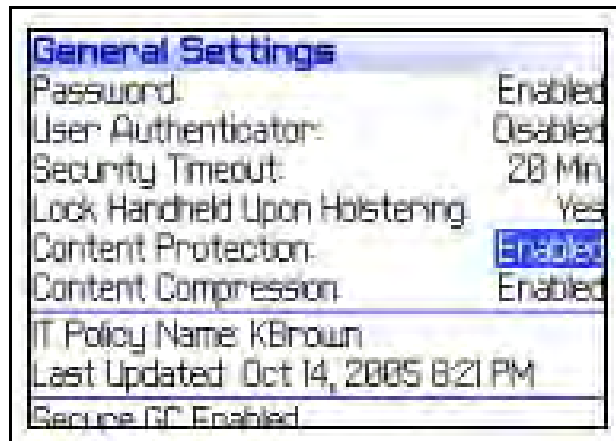 General Settings
Password: Enabled
User Authenticator: Disabled
Security Timeout: 20 Min.
Lock Handheld Upon Holstering: Yes
Content Protection: Enabled
Content Compression: Enabled
IT Policy Name: KBrown
Last Updated: Oct 14, 2005 8:21 PM
Secure GC Enabled